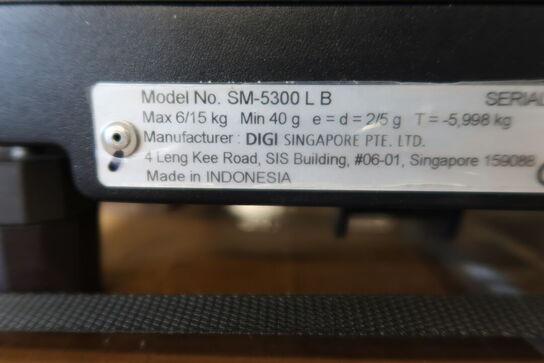 Model No. SM-5300 L B SERIAL
Max 6/15 kg Min 40 g e = d = 2/5 g T = -5,998 kg
Manufacturer : DIGI SINGAPORE PTE. LTD.
4 Leng Kee Road, SIS Building, #06-01, Singapore 159088
Made in INDONESIA